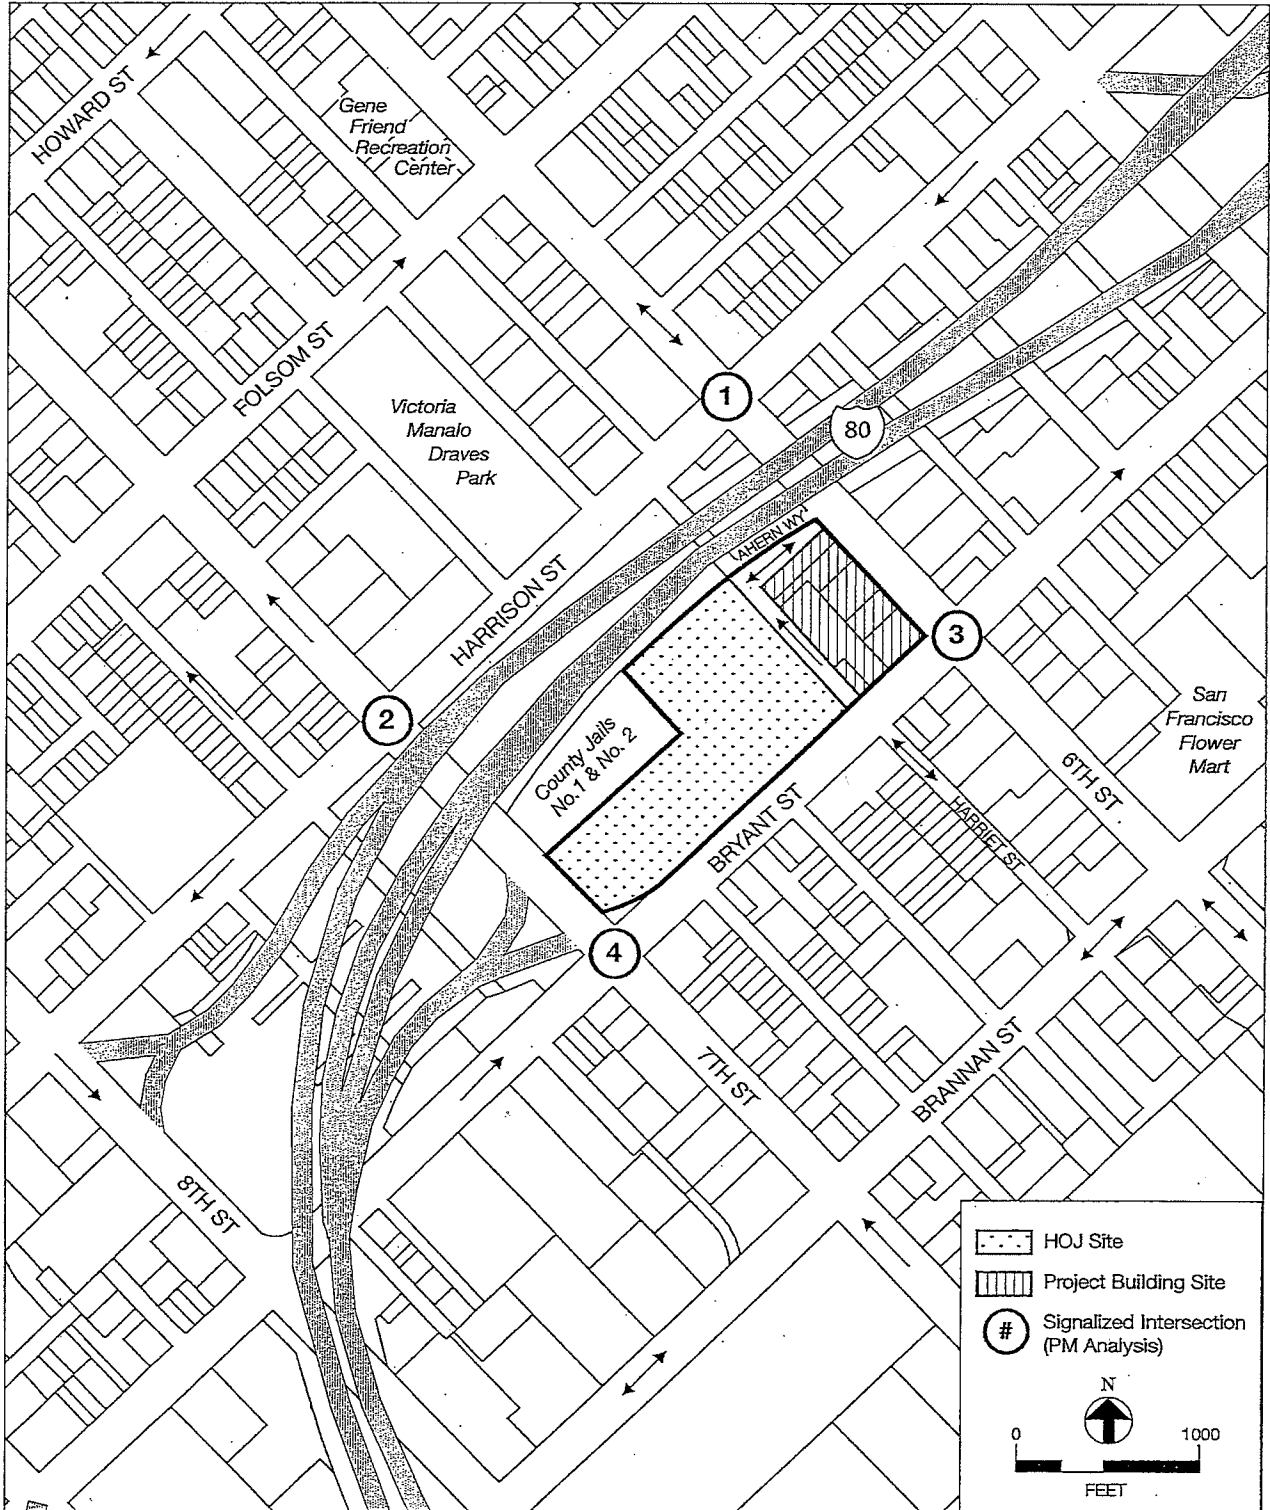 HOWARD ST
Gene
Friend
Recreation
Center
FOLSOM ST
Victoria
Manalo
Draves
Park
1
80
AHERN WY
HARRISON ST
3
2
San
Francisco
Flower
Mart
County Jails
No. 1 & No. 2
6TH ST
BRYANT ST
HARRIET ST
4
7TH ST
BRANNAN ST
8TH ST
HOJ Site
Project Building Site
# Signalized Intersection
(PM Analysis)
N
0 1000
FEET